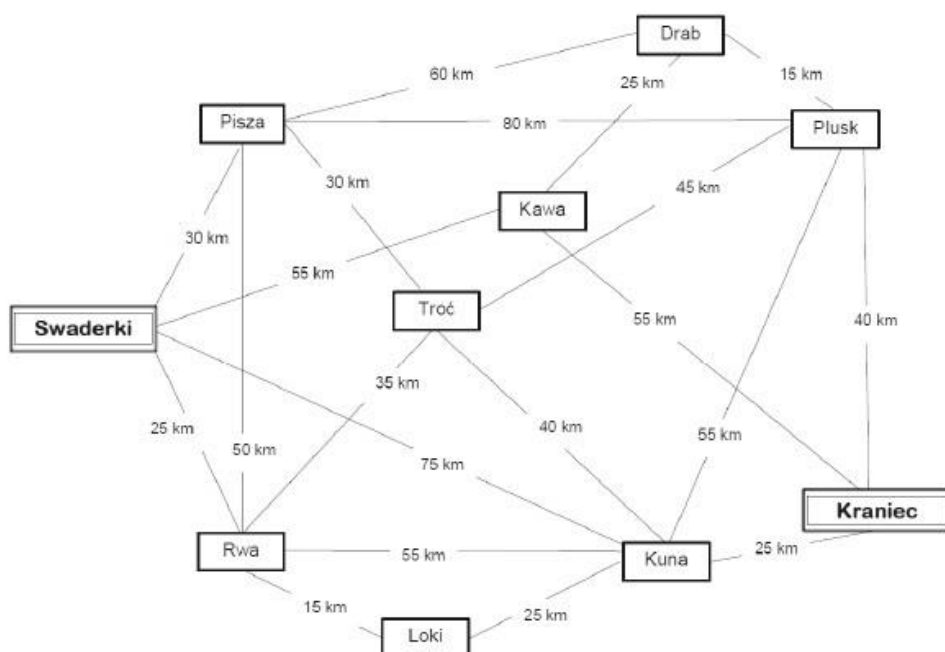 Drab
60 km
25 km
15 km
Pisza
80 km
Plusk
30 km
45 km
Kawa
30 km
55 km
Troć
Swaderki
55 km
40 km
35 km
25 km
40 km
55 km
50 km
75 km
Kraniec
Rwa
55 km
Kuna
25 km
15 km
25 km
Loki